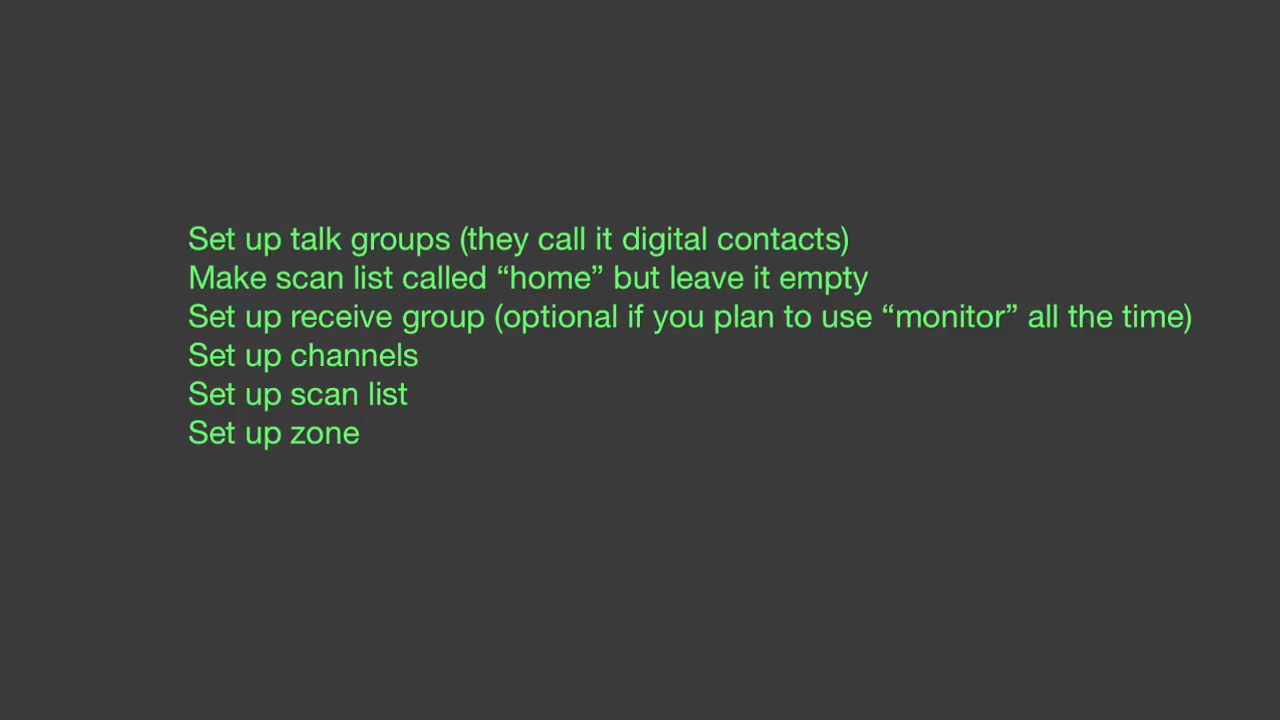 Set up talk groups (they call it digital contacts)
Make scan list called “home” but leave it empty
Set up receive group (optional if you plan to use “monitor” all the time)
Set up channels
Set up scan list
Set up zone